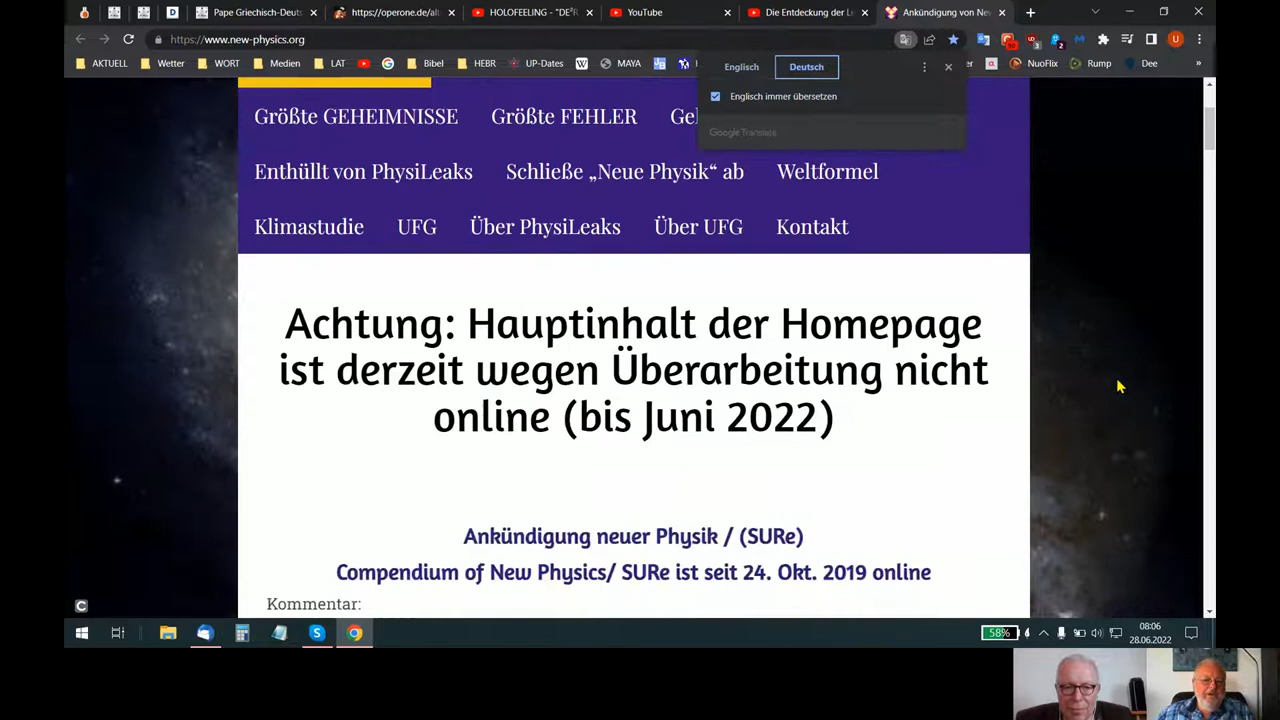 Pape Griechisch-Deuts
https://operone.de/alt
HOLOFEELING - "DE²R
YouTube
Die Entdeckung der Le
Ankündigung von Ne
https://www.new-physics.org
AKTUELL
Wetter
WORT
Medien
LAT
Bibel
HEBR
UP-Dates
MAYA
NuoFlix
Rump
Dee
Englisch
Deutsch
Englisch immer übersetzen
Google Translate
Größte GEHEIMNISSE
Größte FEHLER
Enthüllt von PhysiLeaks
Schließe „Neue Physik“ ab
Weltformel
Klimastudie
UFG
Über PhysiLeaks
Über UFG
Kontakt
Achtung: Hauptinhalt der Homepage
ist derzeit wegen Überarbeitung nicht
online (bis Juni 2022)
Ankündigung neuer Physik / (SURe)
Compendium of New Physics/ SURe ist seit 24. Okt. 2019 online
Kommentar:
58%
08:06
28.06.2022